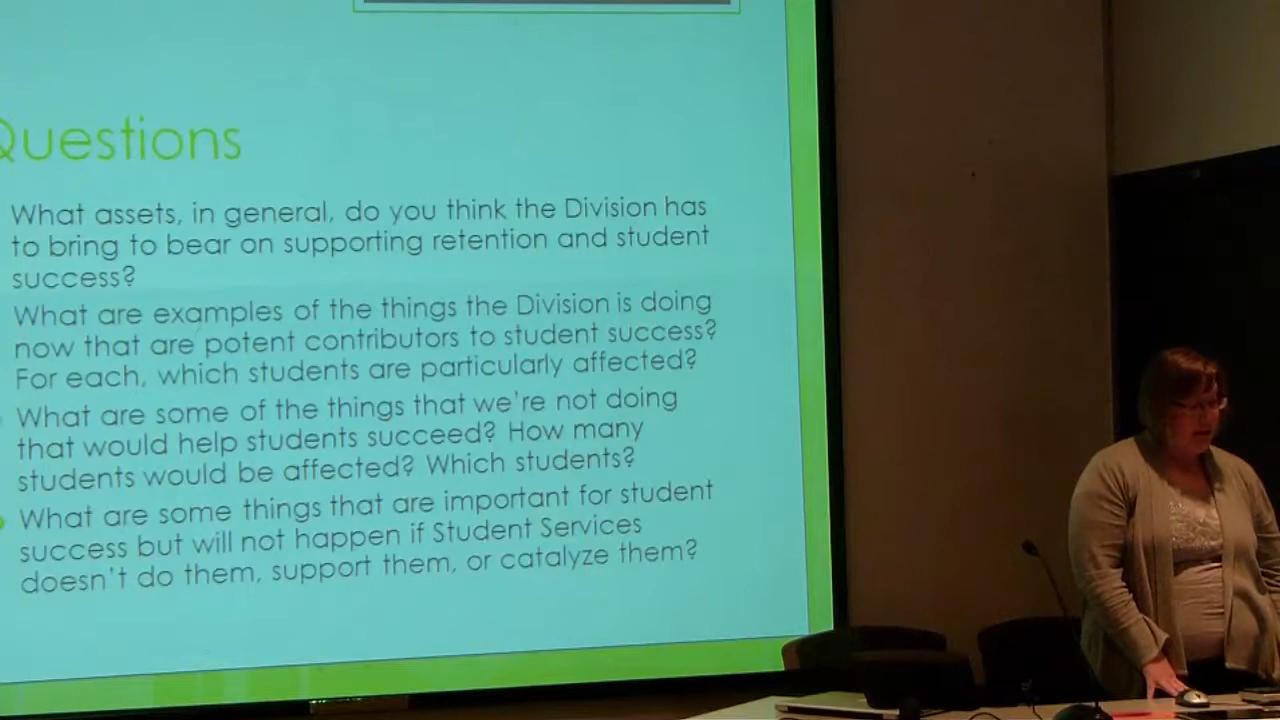 Questions
What assets, in general, do you think the Division has
to bring to bear on supporting retention and student
success?
What are examples of the things the Division is doing
now that are potent contributors to student success?
For each, which students are particularly affected?
What are some of the things that we're not doing
that would help students succeed? How many
students would be affected? Which students?
What are some things that are important for student
success but will not happen if Student Services
doesn't do them, support them, or catalyze them?